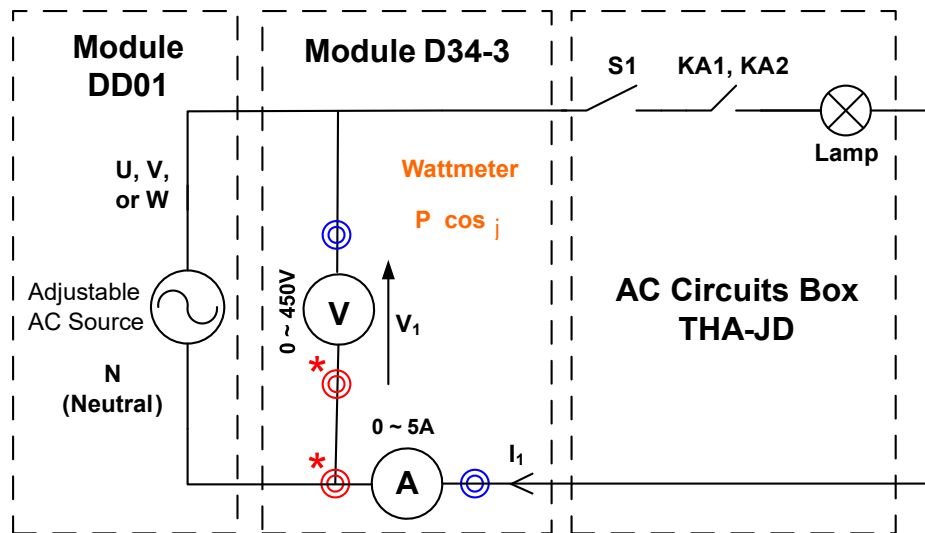 Module
DD01
Module D34-3
S1
KA1, KA2
Lamp
U, V,
or W
Wattmeter
P cos j
Adjustable
AC Source
0 ~ 450V
V
V1
AC Circuits Box
THA-JD
N
(Neutral)
*
0 ~ 5A
*
A
I1